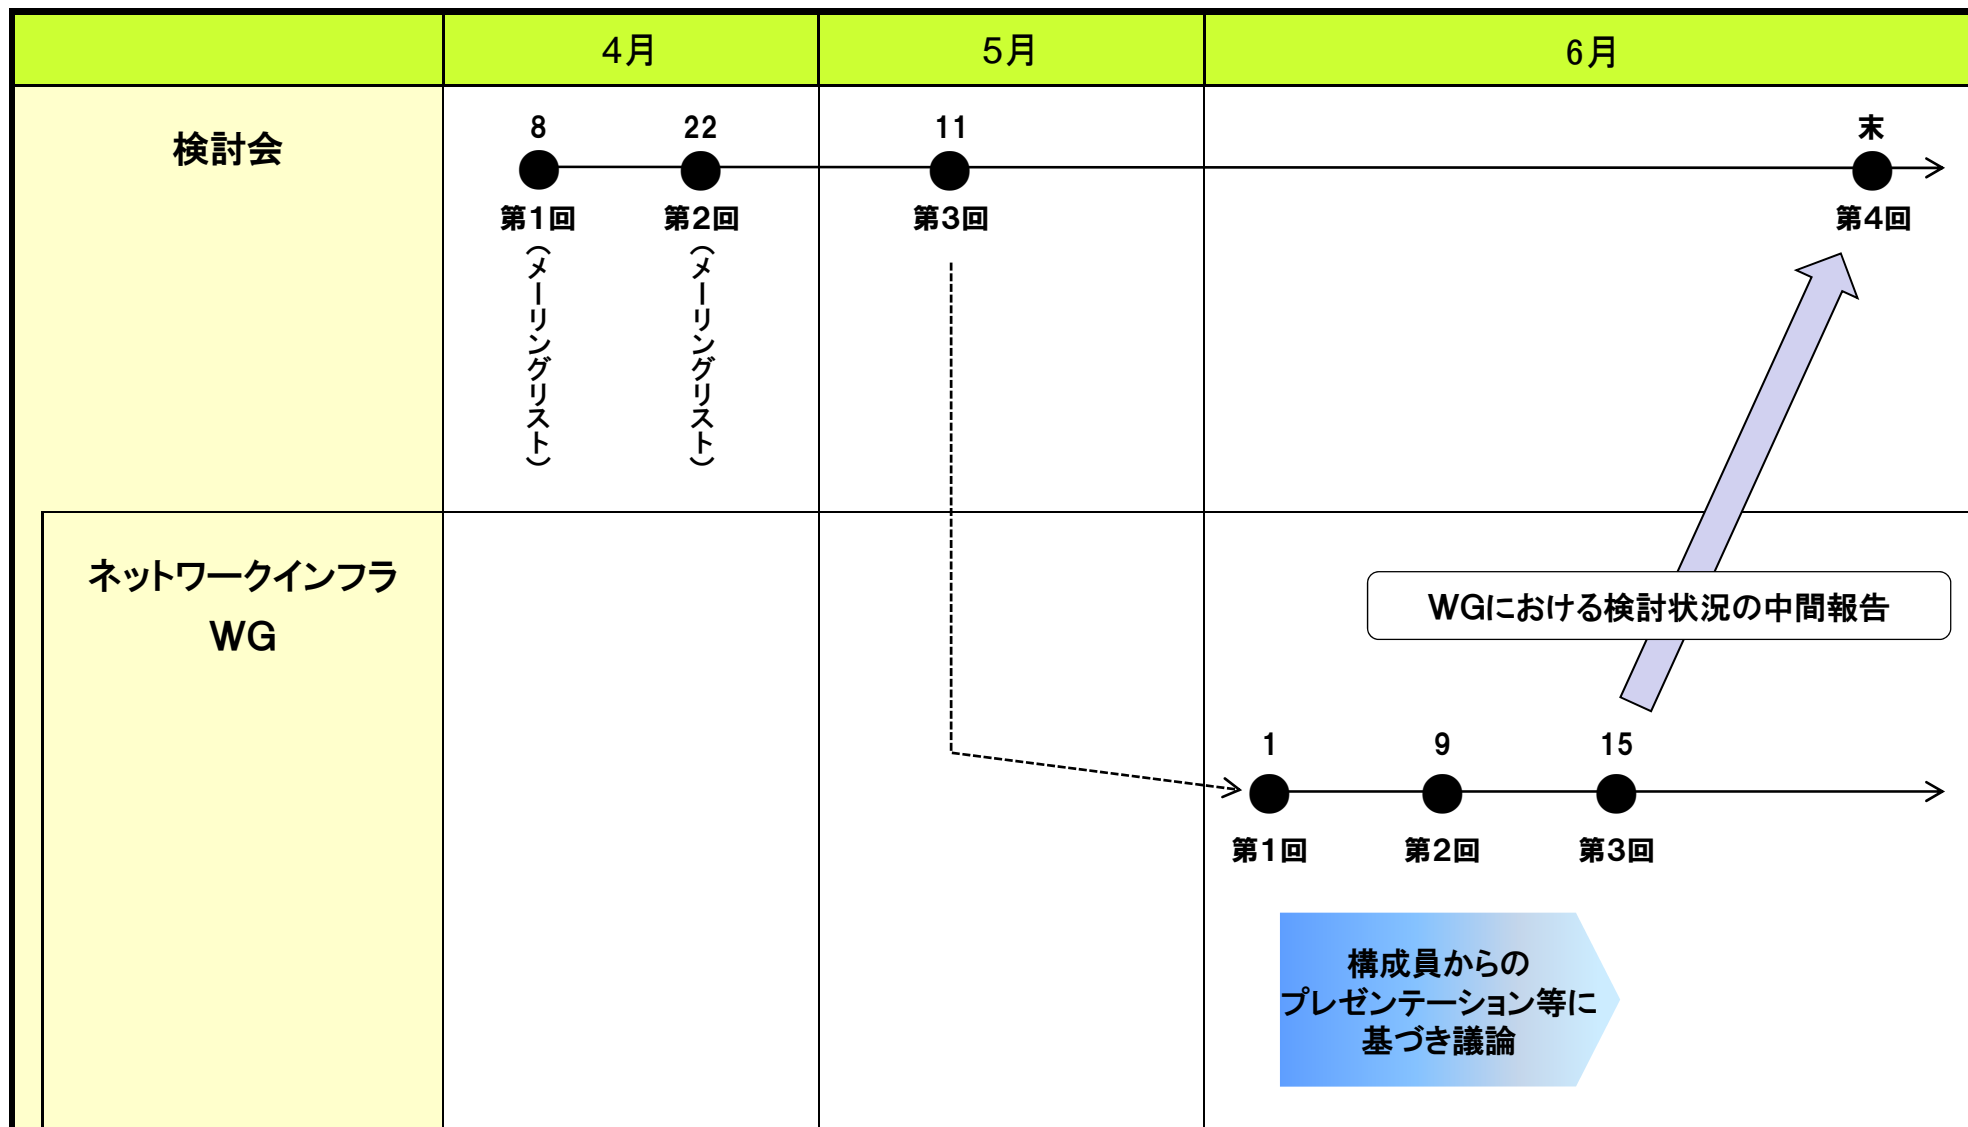 4月
5月
6月
検討会
8
22
11
末
第1回
第2回
第3回
第4回
（メーリングリスト）
（メーリングリスト）
ネットワークインフラ
WG
WGにおける検討状況の中間報告
1
9
15
第1回
第2回
第3回
構成員からの
プレゼンテーション等に
基づき議論